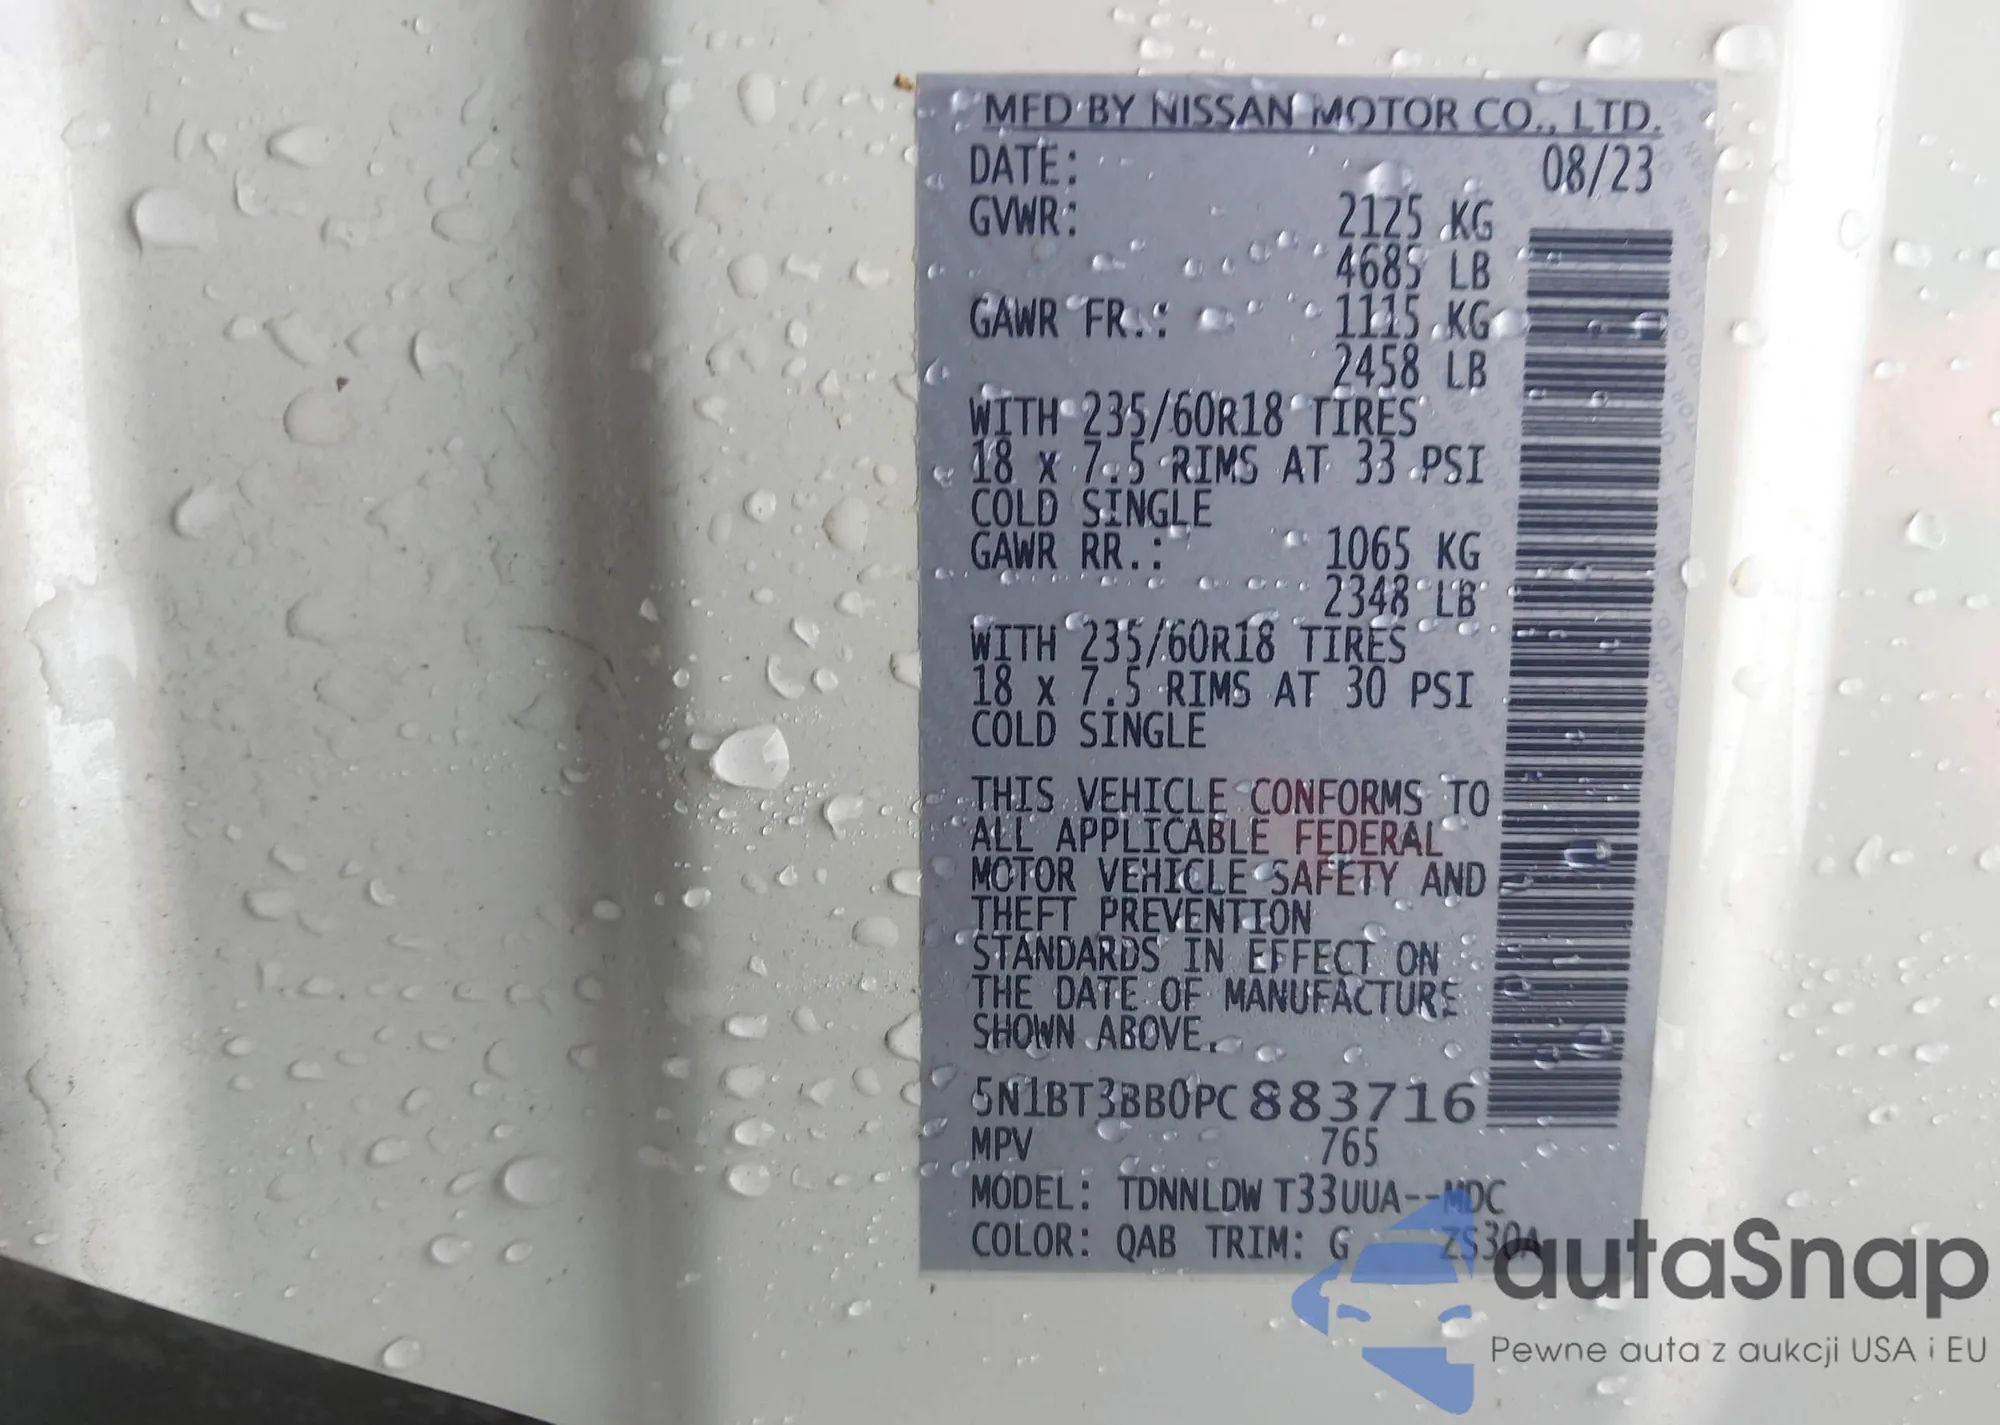 MFD BY NISSAN MOTOR CO., LTD.
DATE: 08/23
GVWR: 2125 KG
4685 LB
GAWR FR.: 1115 KG
2458 LB
WITH 235/60R18 TIRES
18 x 7.5 RIMS AT 33 PSI
COLD SINGLE
GAWR RR.: 1065 KG
2348 LB
WITH 235/60R18 TIRES
18 x 7.5 RIMS AT 30 PSI
COLD SINGLE
THIS VEHICLE CONFORMS TO
ALL APPLICABLE FEDERAL
MOTOR VEHICLE SAFETY AND
THEFT PREVENTION
STANDARDS IN EFFECT ON
THE DATE OF MANUFACTURE
SHOWN ABOVE.
5N1BT3BB0PC883716
MPV 765
MODEL: TDNNLDW T33UUA--MDC
COLOR: QAB TRIM: G ZS30A
autaSnap
Pewne auta z aukcji USA i EU